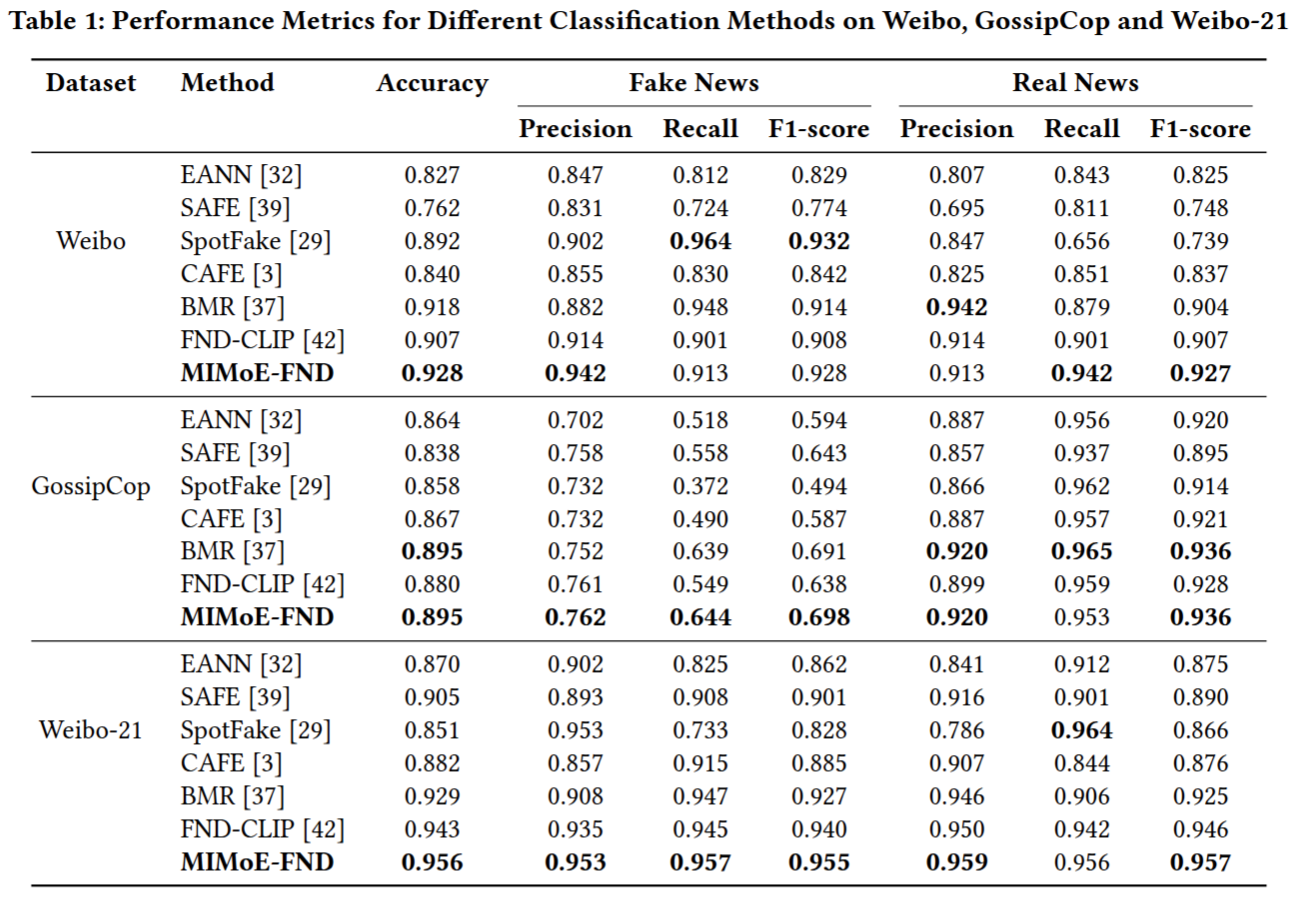 Table 1: Performance Metrics for Different Classification Methods on Weibo, GossipCop and Weibo-21
Dataset Method Accuracy Fake News Real News
Precision Recall F1-score Precision Recall F1-score
EANN [32] 0.827 0.847 0.812 0.829 0.807 0.843 0.825
SAFE [39] 0.762 0.831 0.724 0.774 0.695 0.811 0.748
Weibo SpotFake [29] 0.892 0.902 0.964 0.932 0.847 0.656 0.739
CAFE [3] 0.840 0.855 0.830 0.842 0.825 0.851 0.837
BMR [37] 0.918 0.882 0.948 0.914 0.942 0.879 0.904
FND-CLIP [42] 0.907 0.914 0.901 0.908 0.914 0.901 0.907
MIMoE-FND 0.928 0.942 0.913 0.928 0.913 0.942 0.927
EANN [32] 0.864 0.702 0.518 0.594 0.887 0.956 0.920
SAFE [39] 0.838 0.758 0.558 0.643 0.857 0.937 0.895
GossipCop SpotFake [29] 0.858 0.732 0.372 0.494 0.866 0.962 0.914
CAFE [3] 0.867 0.732 0.490 0.587 0.887 0.957 0.921
BMR [37] 0.895 0.752 0.639 0.691 0.920 0.965 0.936
FND-CLIP [42] 0.880 0.761 0.549 0.638 0.899 0.959 0.928
MIMoE-FND 0.895 0.762 0.644 0.698 0.920 0.953 0.936
EANN [32] 0.870 0.902 0.825 0.862 0.841 0.912 0.875
SAFE [39] 0.905 0.893 0.908 0.901 0.916 0.901 0.890
Weibo-21 SpotFake [29] 0.851 0.953 0.733 0.828 0.786 0.964 0.866
CAFE [3] 0.882 0.857 0.915 0.885 0.907 0.844 0.876
BMR [37] 0.929 0.908 0.947 0.927 0.946 0.906 0.925
FND-CLIP [42] 0.943 0.935 0.945 0.940 0.950 0.942 0.946
MIMoE-FND 0.956 0.953 0.957 0.955 0.959 0.956 0.957